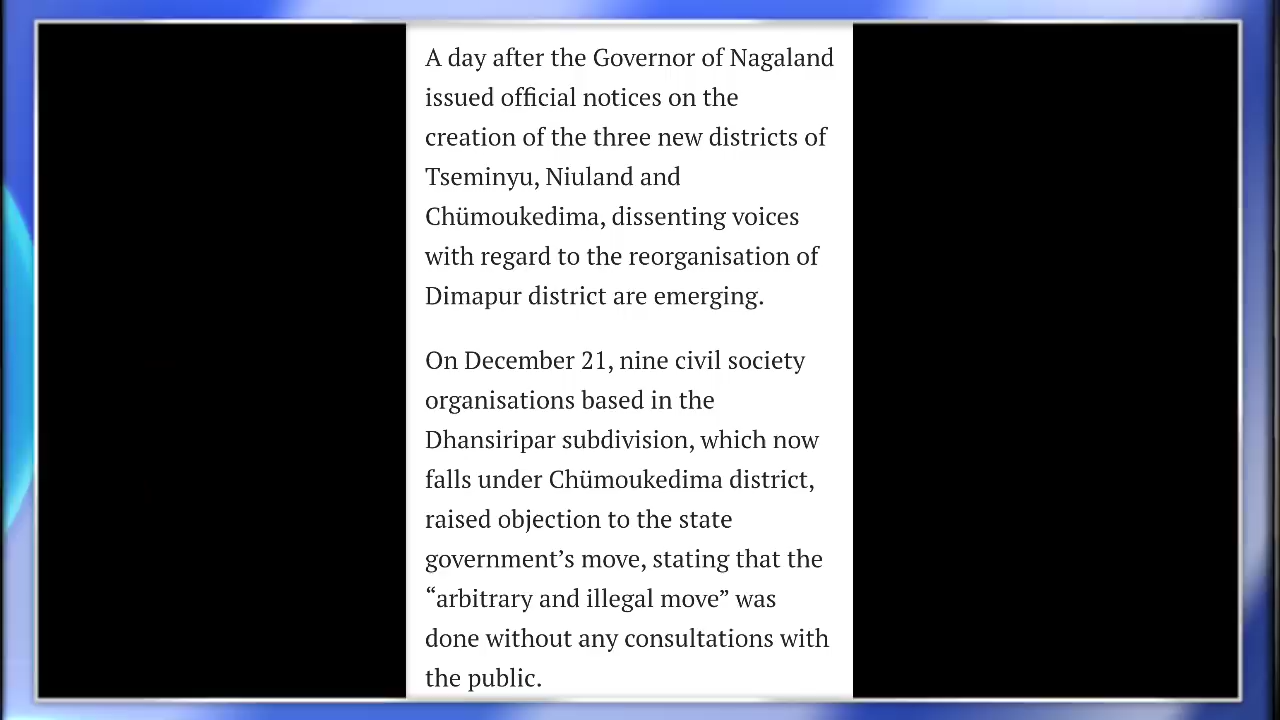 A day after the Governor of Nagaland
issued official notices on the
creation of the three new districts of
Tseminyu, Niuland and
Chümoukedima, dissenting voices
with regard to the reorganisation of
Dimapur district are emerging.
On December 21, nine civil society
organisations based in the
Dhansiripar subdivision, which now
falls under Chümoukedima district,
raised objection to the state
government’s move, stating that the
“arbitrary and illegal move” was
done without any consultations with
the public.